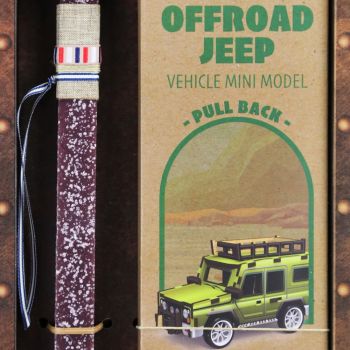 OFFROAD
JEEP
VEHICLE MINI MODEL
- PULL BACK -